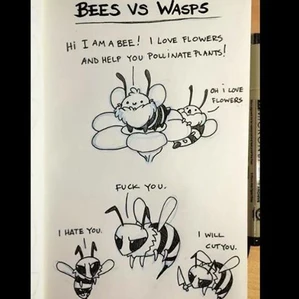 BEES VS WASPS
HI I AM A BEE! I LOVE FLOWERS
AND HELP YOU POLLINATE PLANTS!
OH I LOVE
FLOWERS
FUCK YOU.
I HATE YOU.
I WILL
CUT YOU.